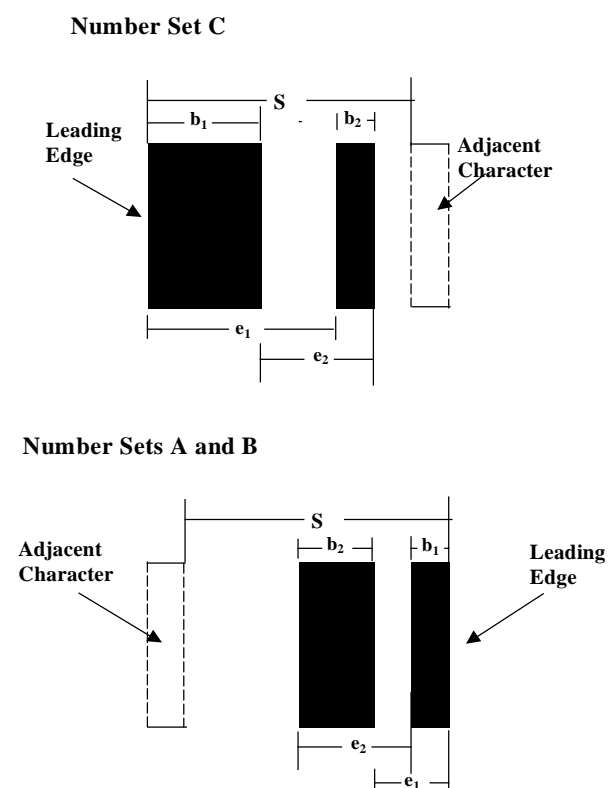 Number Set C
S
b₁ b₂
Leading
Edge
Adjacent
Character
e₁
e₂
Number Sets A and B
S
b₂ b₁
Adjacent
Character
Leading
Edge
e₂
e₁